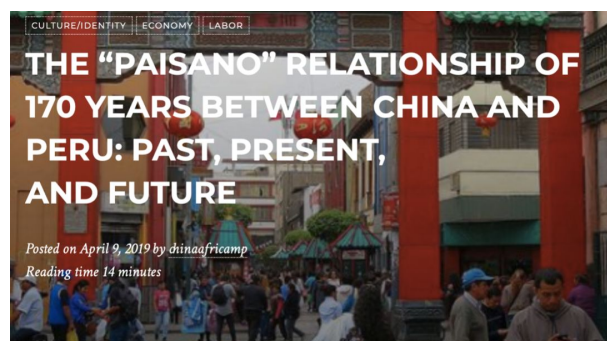 CULTURE/IDENTITY ECONOMY LABOR
THE “PAISANO” RELATIONSHIP OF
170 YEARS BETWEEN CHINA AND
PERU: PAST, PRESENT,
AND FUTURE
Posted on April 9, 2019 by chinaafricamp
Reading time 14 minutes